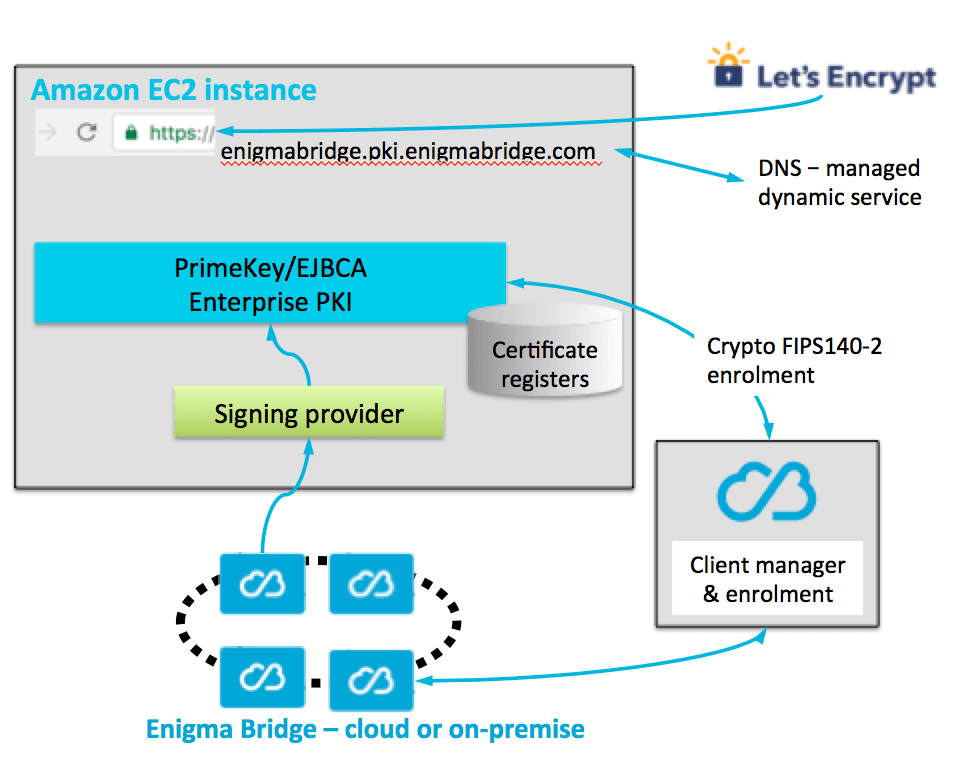 Let's Encrypt
Amazon EC2 instance
https://
enigmabridge.pki.enigmabridge.com
DNS – managed
dynamic service
PrimeKey/EJBCA
Enterprise PKI
Certificate
registers
Crypto FIPS140-2
enrolment
Signing provider
Client manager
& enrolment
Enigma Bridge – cloud or on-premise